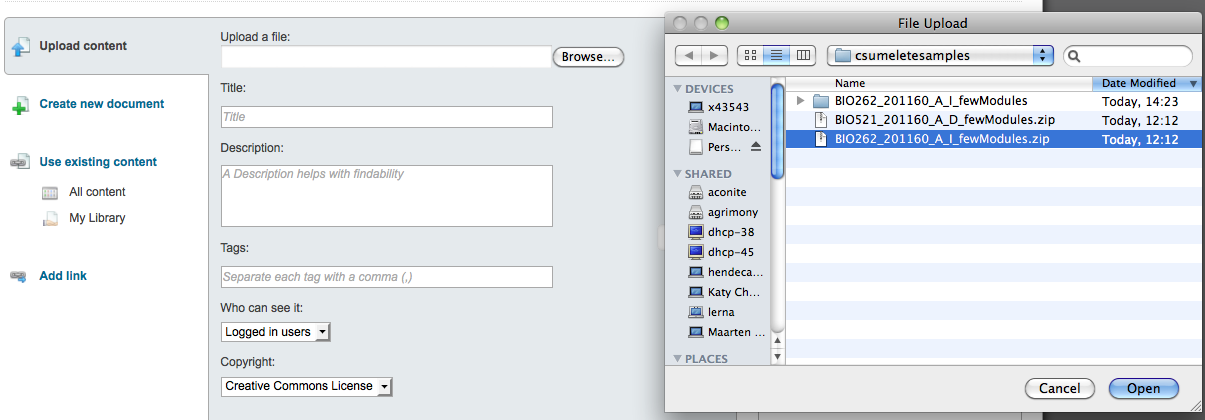 Upload content
Create new document
Use existing content
All content
My Library
Add link
Upload a file:
Browse...
Title:
Title
Description:
A Description helps with findability
Tags:
Separate each tag with a comma (,)
Who can see it:
Logged in users
Copyright:
Creative Commons License
File Upload
csumeletesamples
DEVICES
x43543
Macinto...
Pers...
SHARED
aconite
agrimony
dhcp-38
dhcp-45
hendeca...
Katy Ch...
lerna
Maarten ...
PLACES
Name Date Modified
BIO262_201160_A_I_fewModules Today, 14:23
BIO521_201160_A_D_fewModules.zip Today, 12:12
BIO262_201160_A_I_fewModules.zip Today, 12:12
Cancel Open